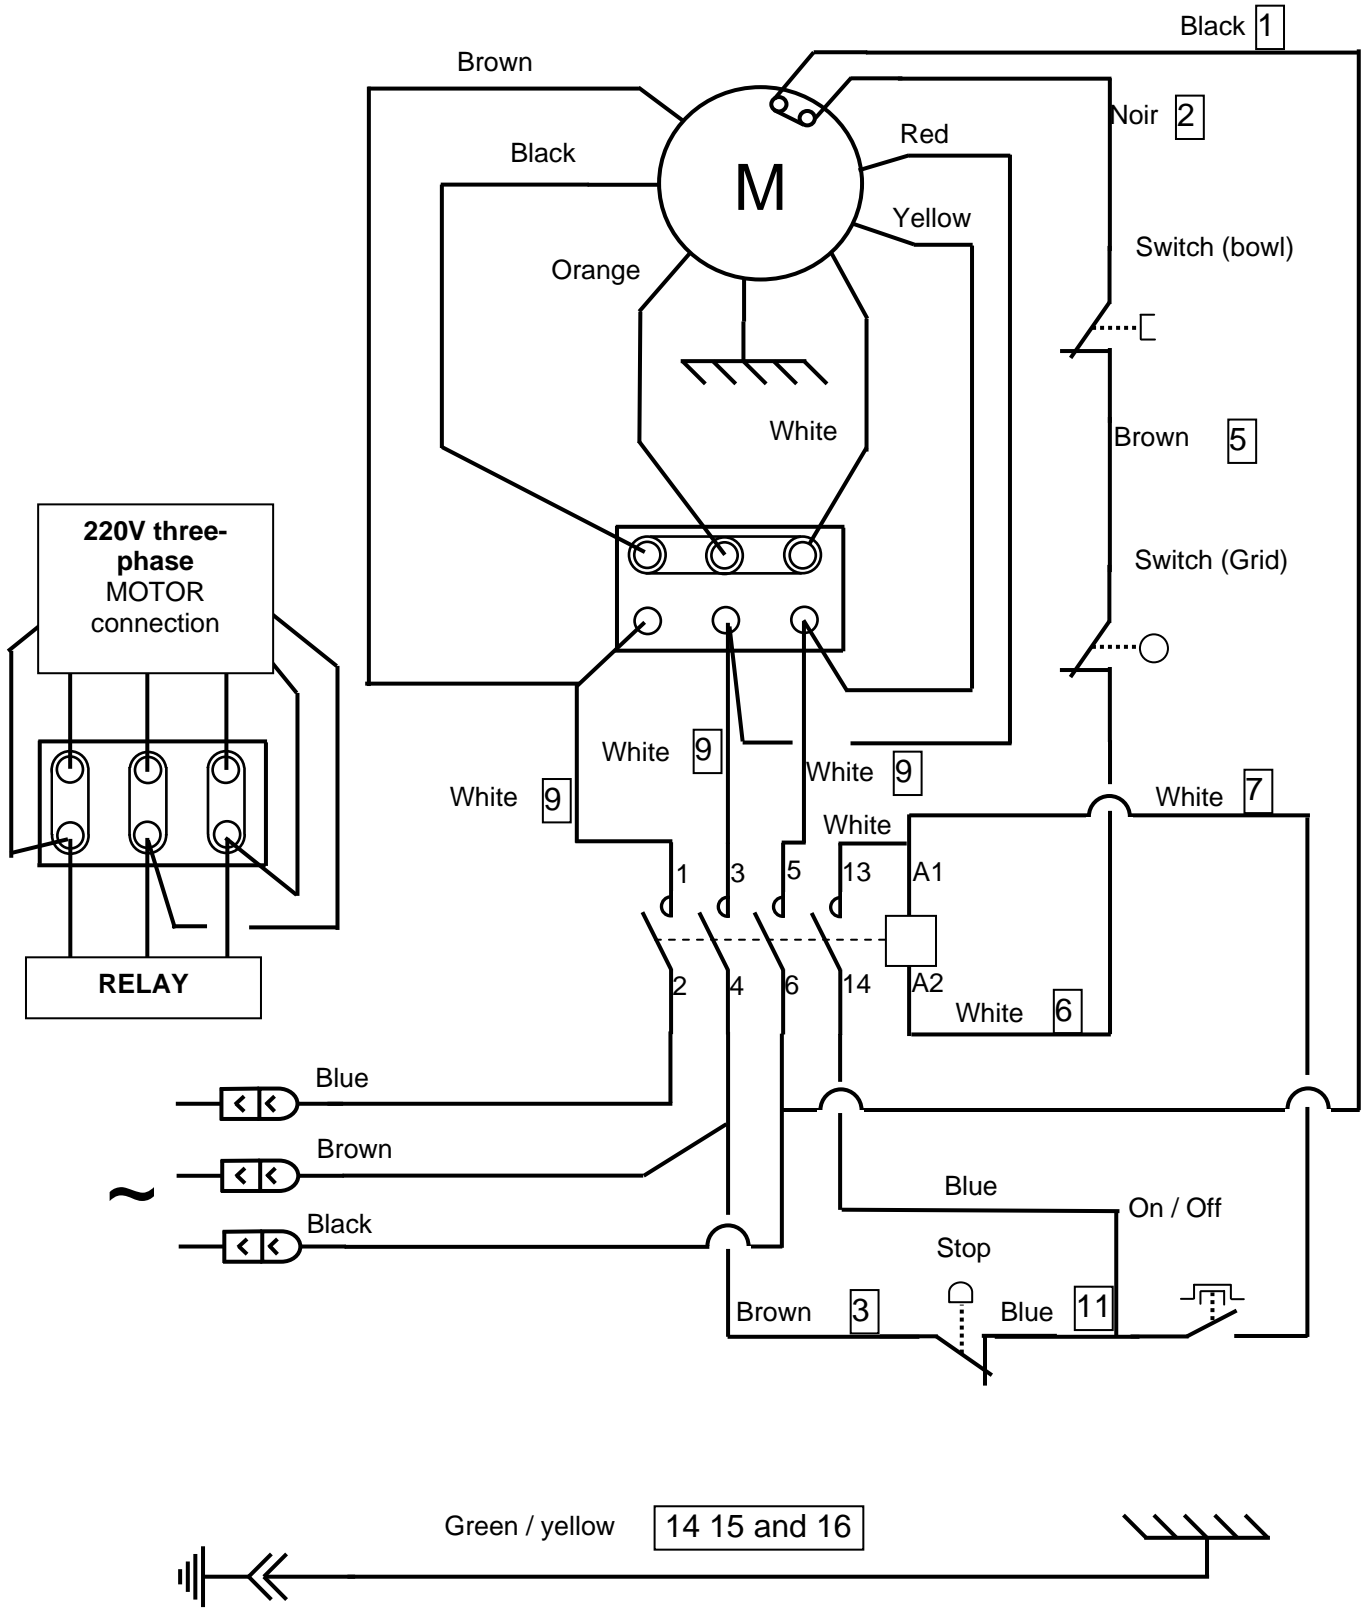 Black 1
Brown
Noir 2
Red
Black
M
Yellow
Switch (bowl)
Orange
White
Brown 5
220V three-
phase
MOTOR
connection
Switch (Grid)
White 9
White 9
White 9
White 7
White
1
3
5
13
A1
2
4
6
14
A2
RELAY
White 6
Blue
Brown
~
Blue
On / Off
Black
Stop
Brown 3
Blue 11
Green / yellow 14 15 and 16